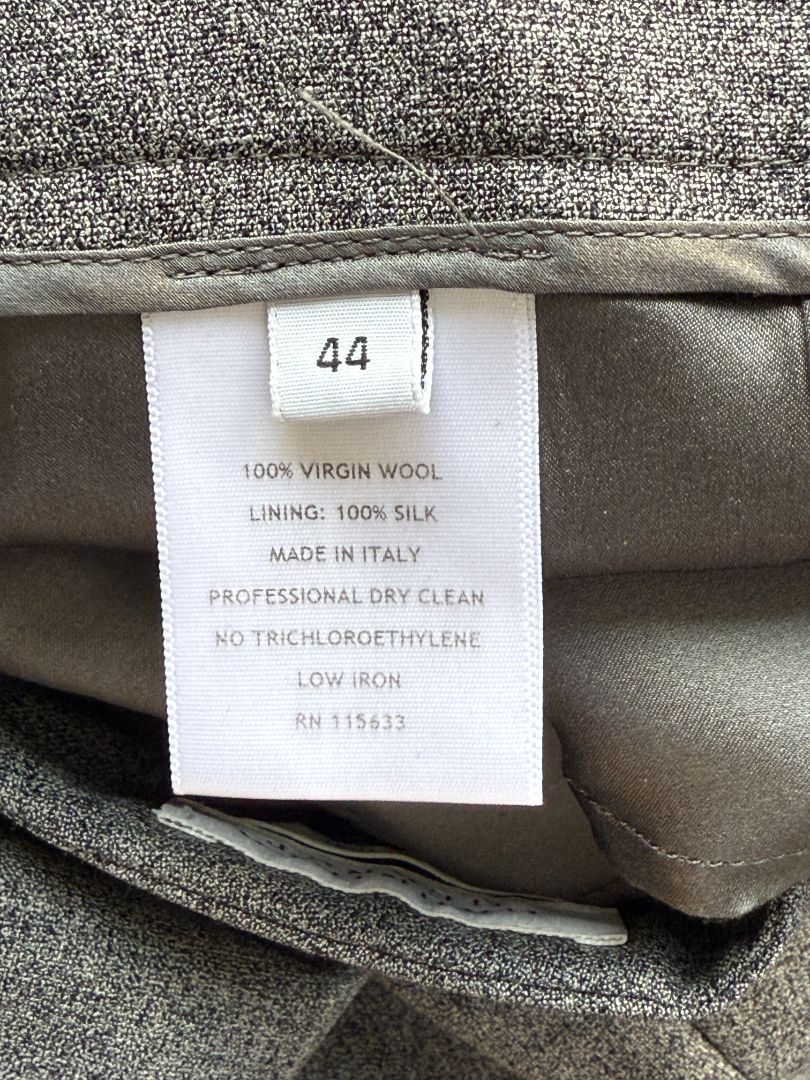 44
100% VIRGIN WOOL
LINING: 100% SILK
MADE IN ITALY
PROFESSIONAL DRY CLEAN
NO TRICHLOROETHYLENE
LOW IRON
RN 115633